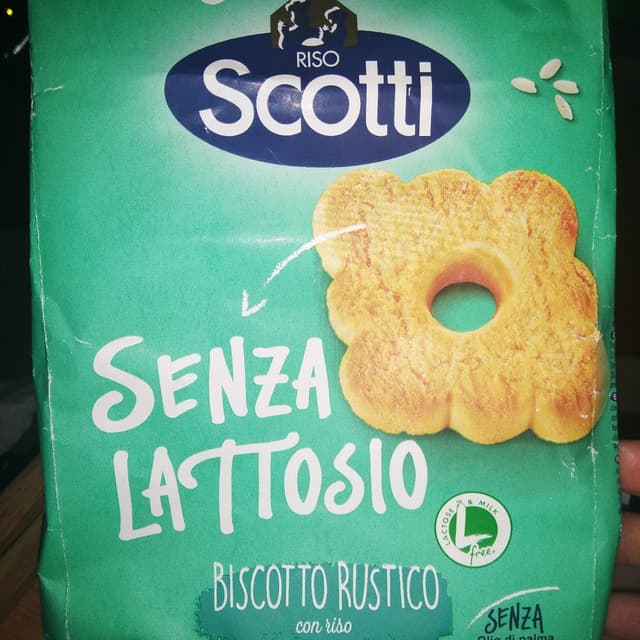 RISO
Scotti
SENZA
LATTOSIO
LACTOSE & MILK
free.
BISCOTTO RUSTICO
con riso
SENZA
Olio di palma